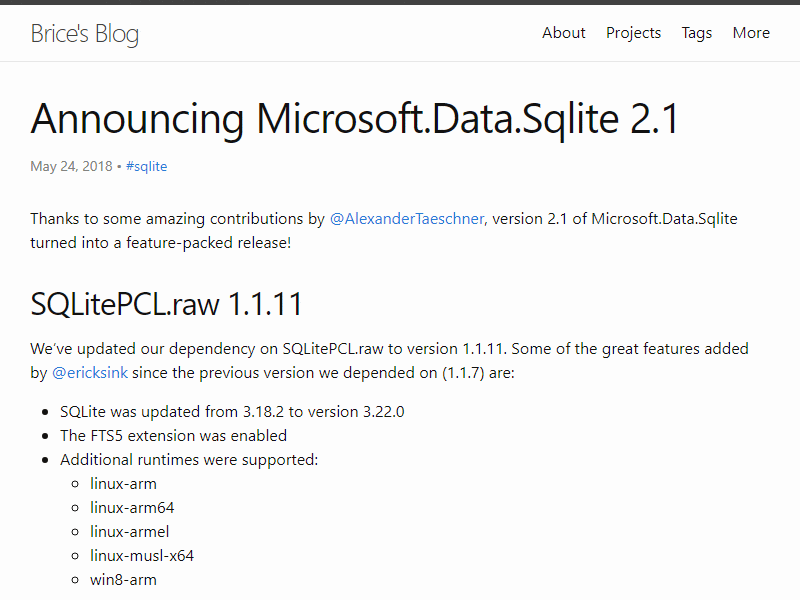 Brice's Blog
About Projects Tags More
Announcing Microsoft.Data.Sqlite 2.1
May 24, 2018 • #sqlite
Thanks to some amazing contributions by @AlexanderTaeschner, version 2.1 of Microsoft.Data.Sqlite
turned into a feature-packed release!
SQLitePCL.raw 1.1.11
We've updated our dependency on SQLitePCL.raw to version 1.1.11. Some of the great features added
by @ericksink since the previous version we depended on (1.1.7) are:
SQLite was updated from 3.18.2 to version 3.22.0
The FTS5 extension was enabled
Additional runtimes were supported:
linux-arm
linux-arm64
linux-armel
linux-musl-x64
win8-arm